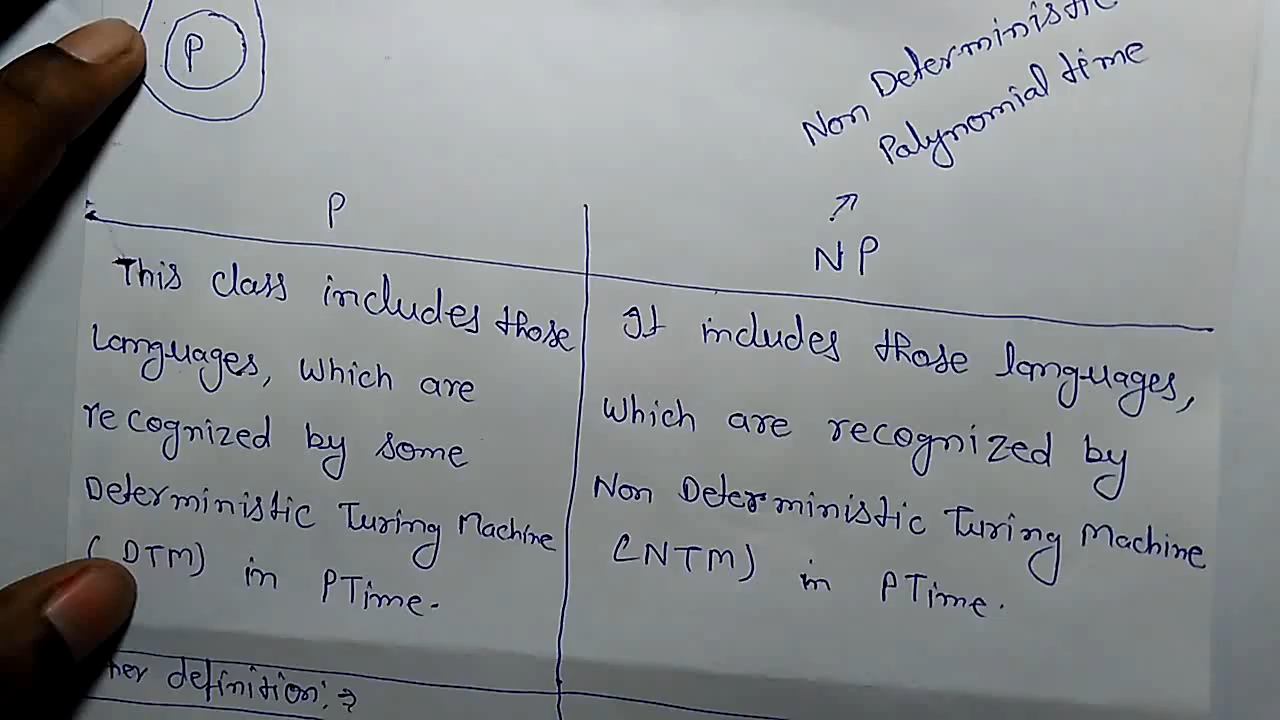 P
Non Deterministic
Palynomial time
P
NP
This class includes those
languages, which are
recognized by some
Deterministic Turing Machine
(DTM) in PTime.
It includes those languages,
which are recognized by
Non Deterministic Turing Machine
(NTM) in PTime.
definition:⇒